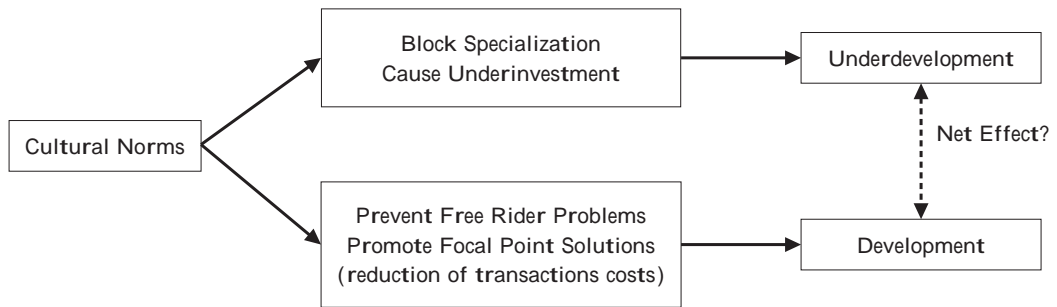 Block Specialization
Cause Underinvestment
Underdevelopment
Net Effect?
Cultural Norms
Prevent Free Rider Problems
Promote Focal Point Solutions
(reduction of transactions costs)
Development